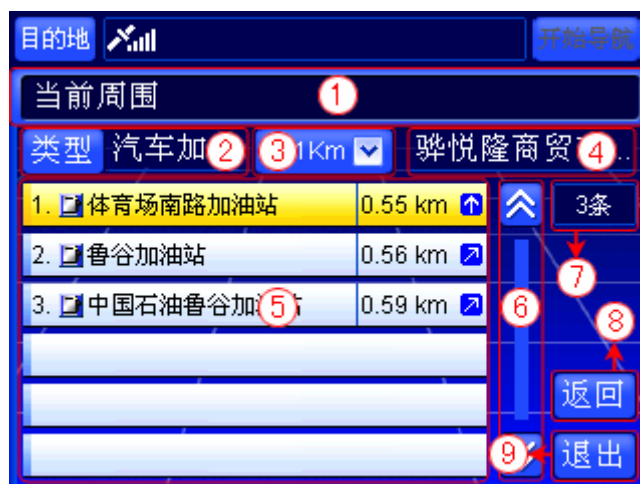 目的地 开始导航
当前周围 ①
类型 汽车加 ② ③ 1Km 骅悦隆商贸 ④ ..
1. 体育场南路加油站 0.55 km 3条
2. 鲁谷加油站 0.56 km ⑦
3. 中国石油鲁谷加 ⑤ 0.59 km ⑥ ⑧
返回
⑨ 退出